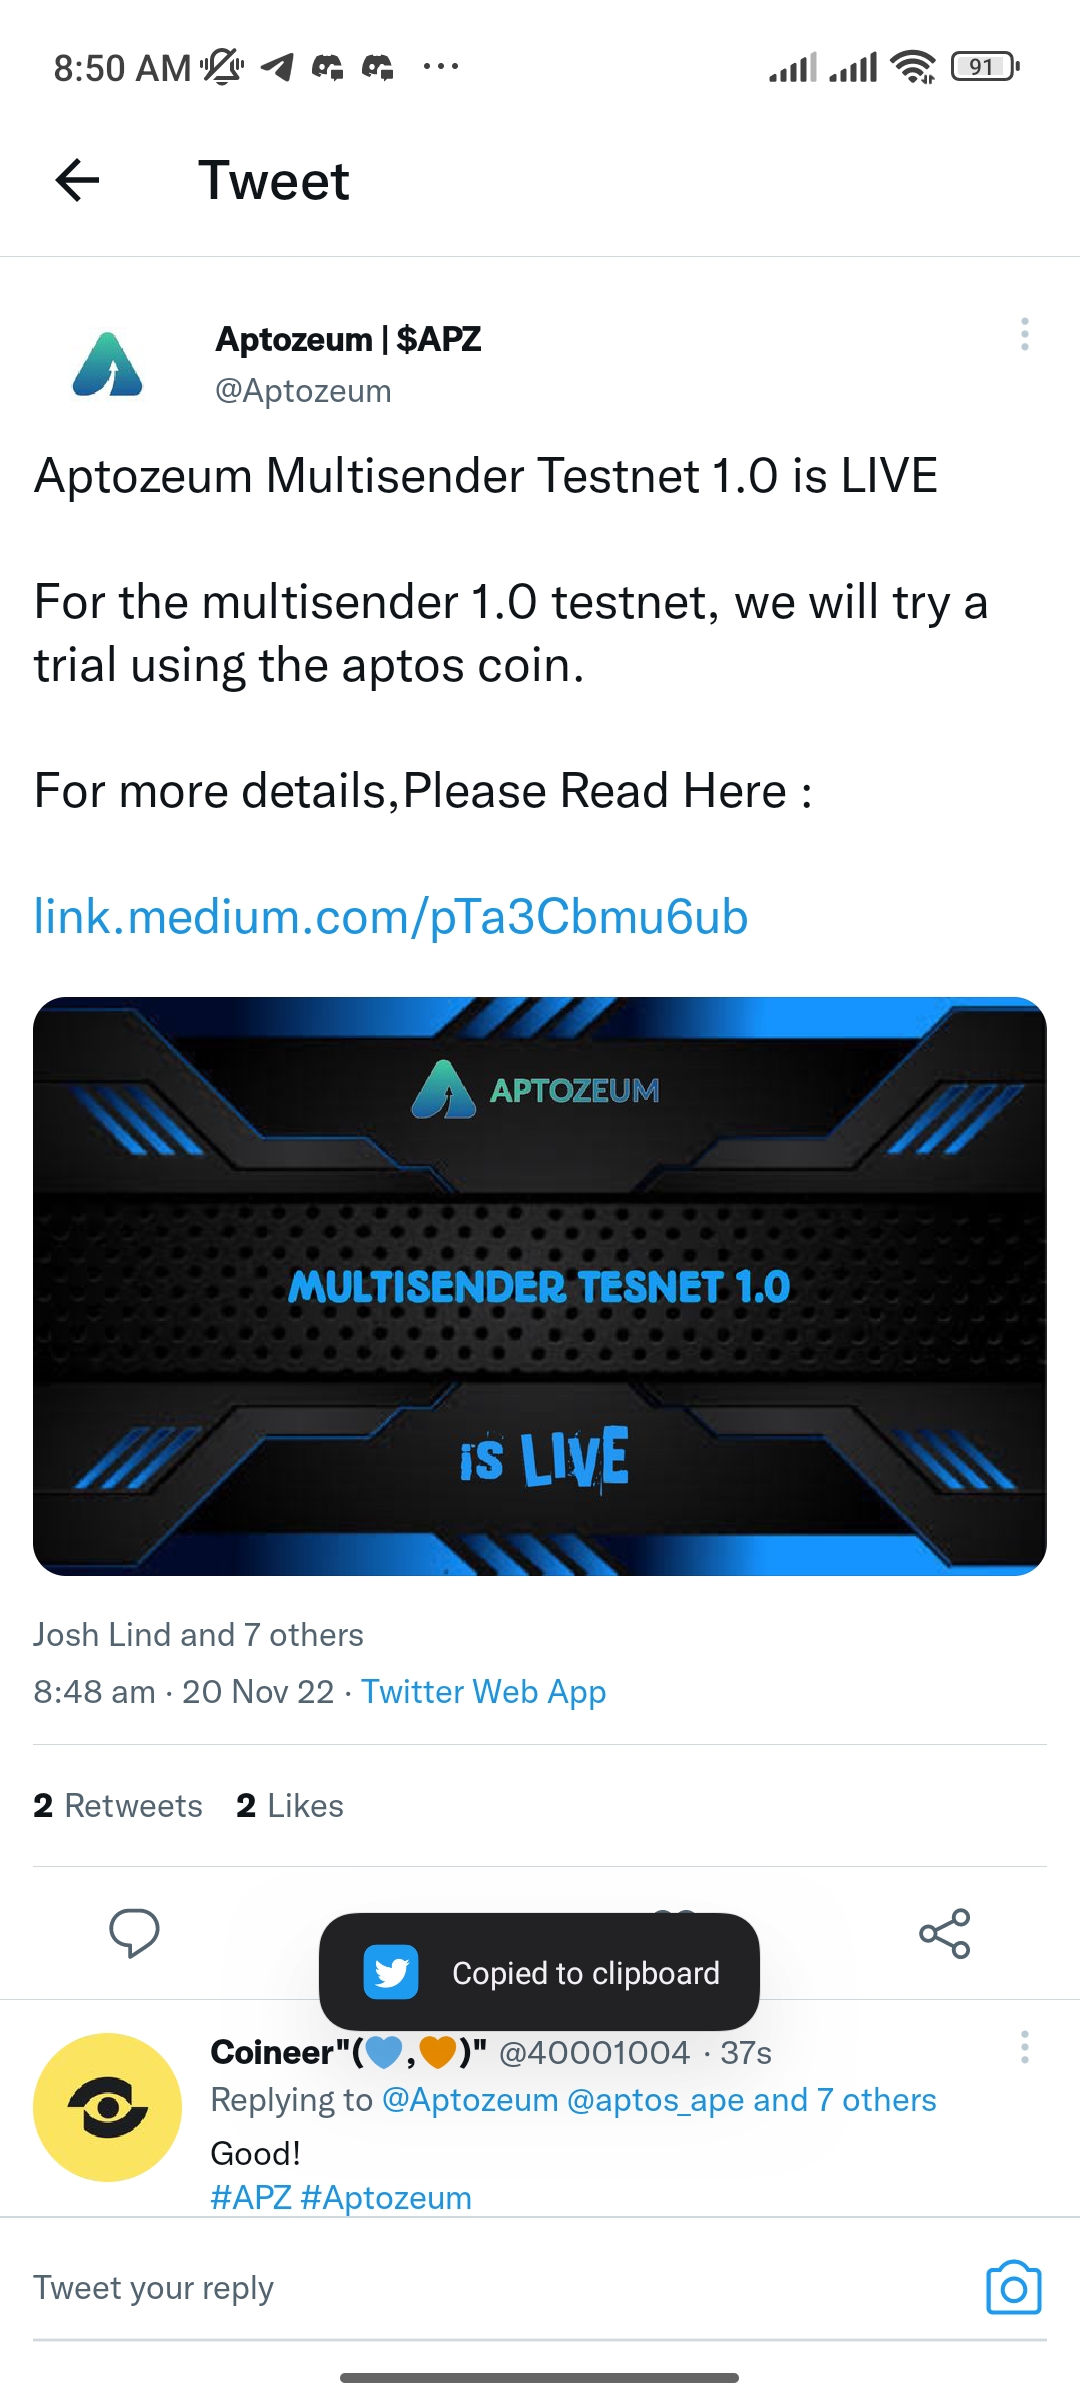 8:50 AM
91
Tweet
Aptozeum | $APZ
@Aptozeum
Aptozeum Multisender Testnet 1.0 is LIVE
For the multisender 1.0 testnet, we will try a
trial using the aptos coin.
For more details,Please Read Here :
link.medium.com/pTa3Cbmu6ub
APTOZEUM
MULTISENDER TESNET 1.0
iS LIVE
Josh Lind and 7 others
8:48 am · 20 Nov 22 · Twitter Web App
2 Retweets 2 Likes
Copied to clipboard
Coineer"(💙,🧡)" @40001004 · 37s
Replying to @Aptozeum @aptos_ape and 7 others
Good!
#APZ #Aptozeum
Tweet your reply